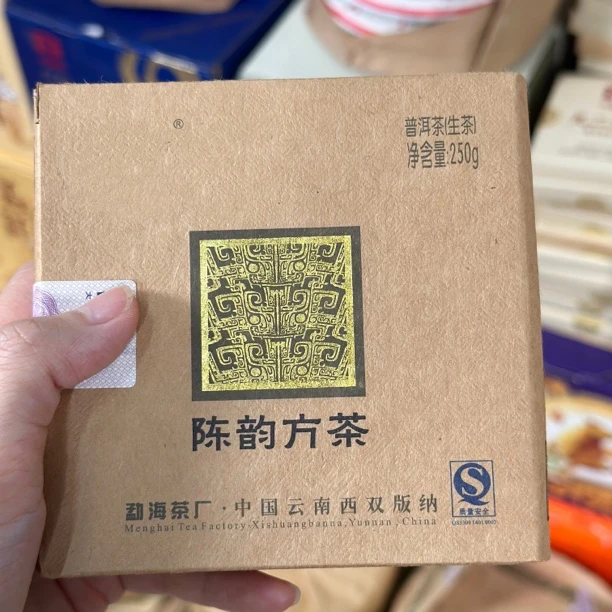 ®
普洱茶(生茶)
净含量:250g
陈韵方茶
勐海茶厂·中国云南西双版纳
Menghai Tea Factory·Xishuangbanna, Yunnan, China
质量安全